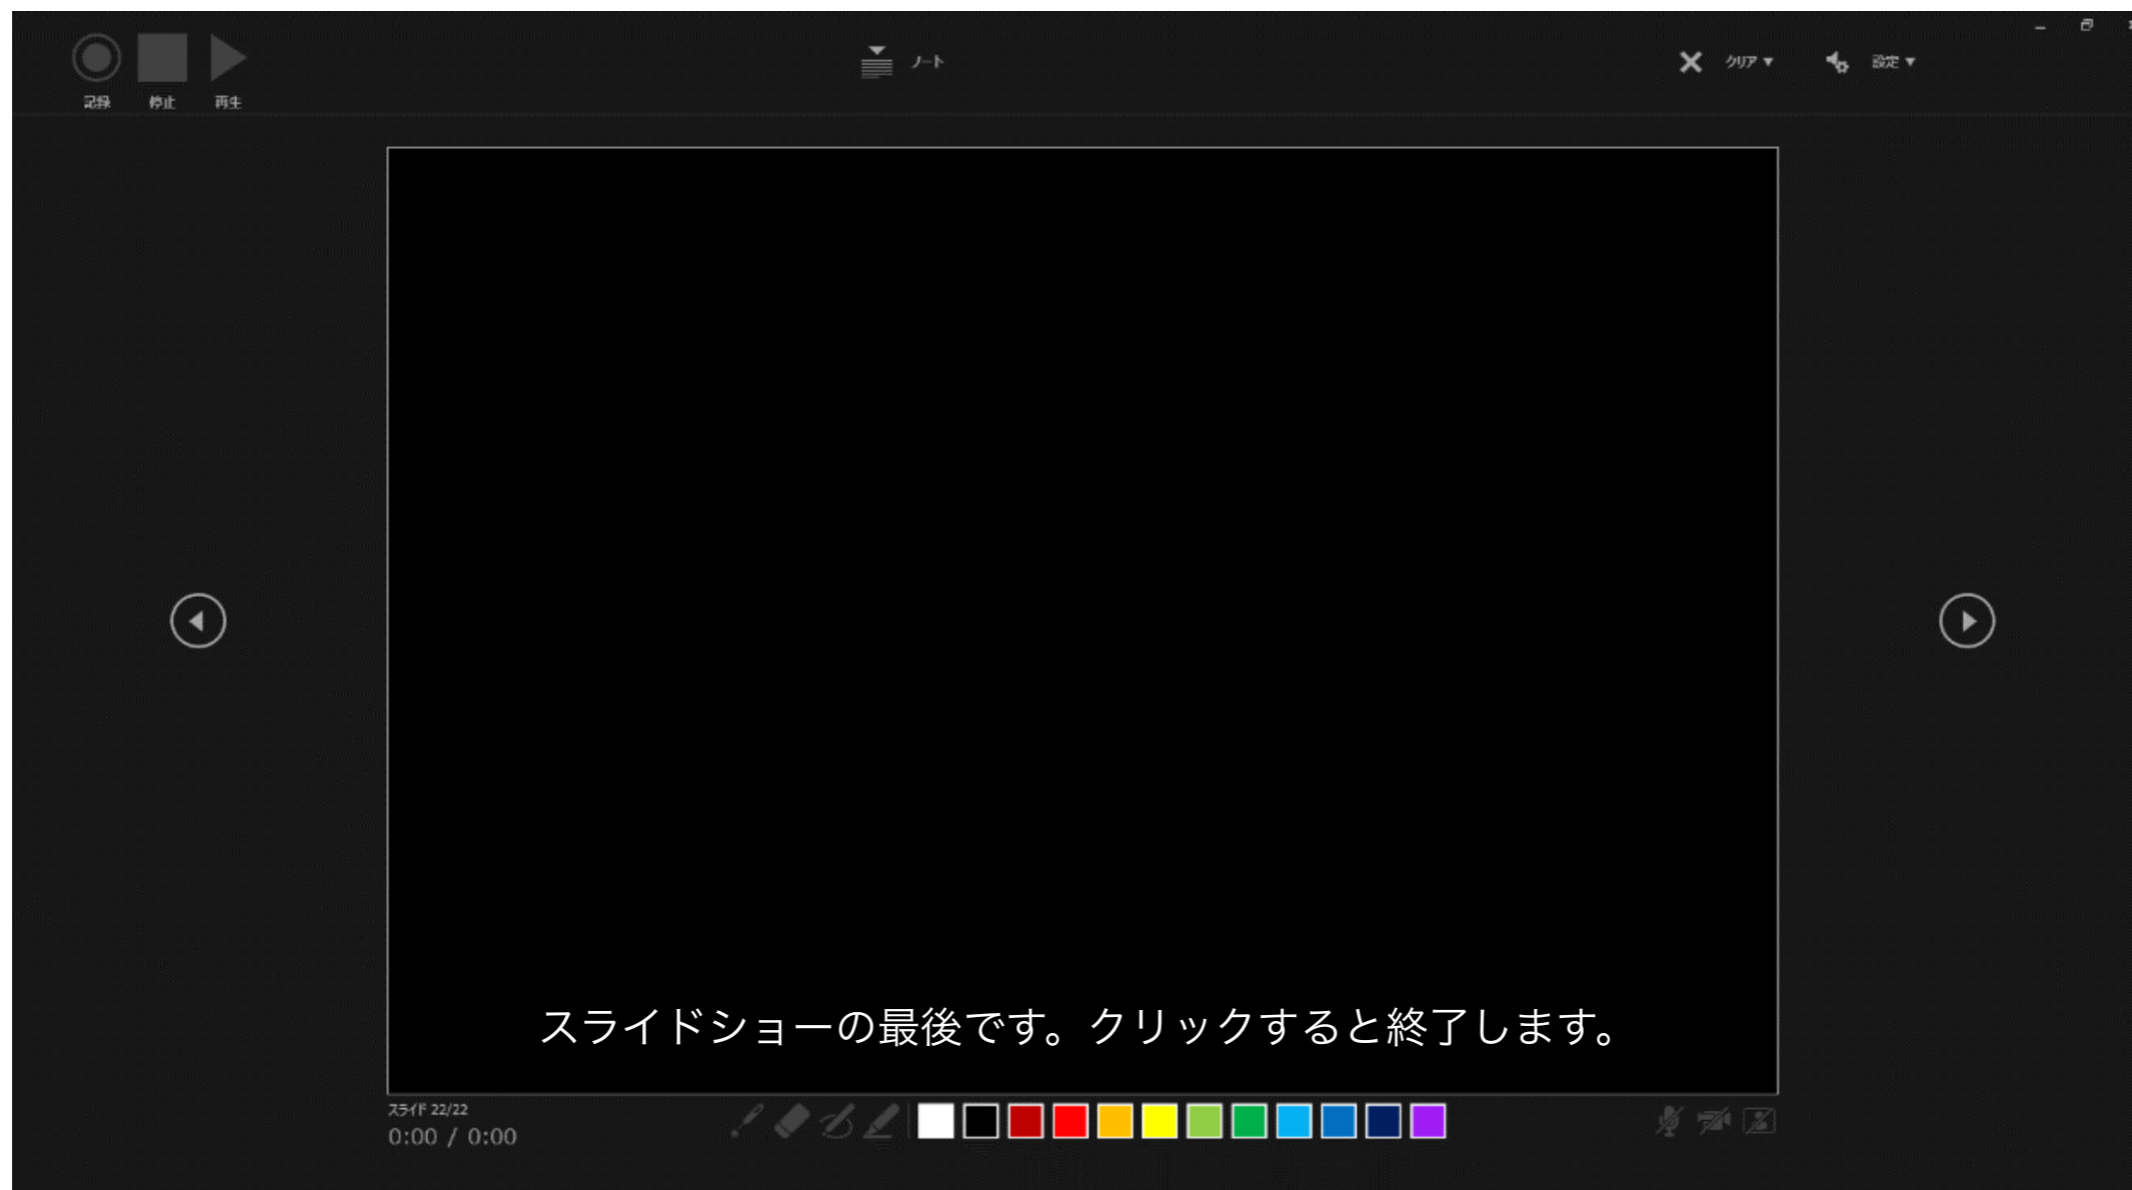 ノート
クリア ▼
設定 ▼
記録 停止 再生
スライドショーの最後です。クリックすると終了します。
スライド 22/22
0:00 / 0:00